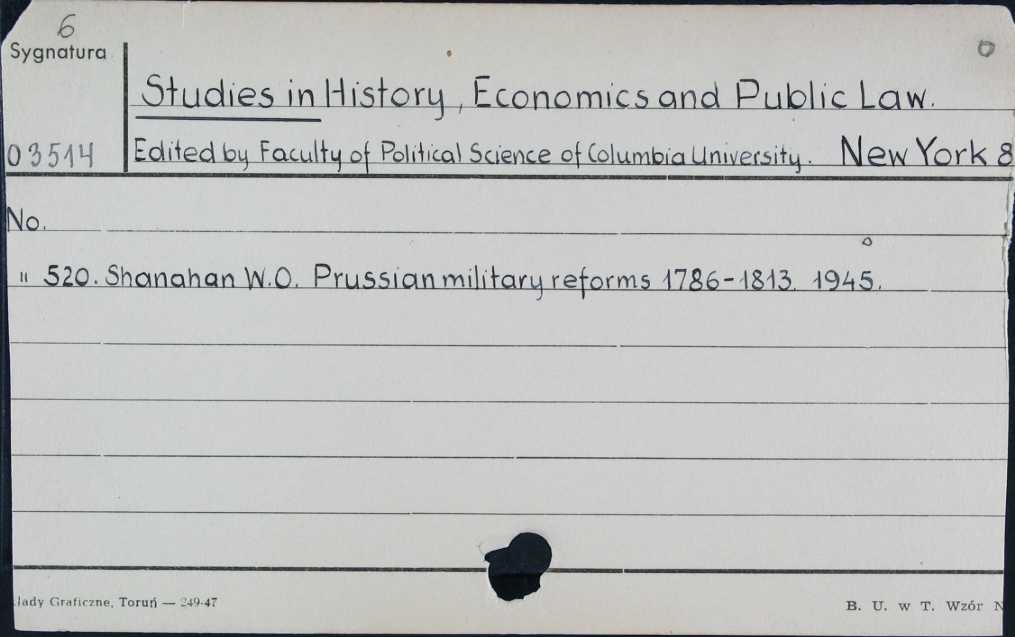 6
Sygnatura
Studies in History, Economics and Public Law.
03514
Edited by Faculty of Political Science of Columbia University. New York 8
No.
" 520. Shanahan W.O. Prussian military reforms 1786-1813. 1945.
łady Graficzne, Toruń — 249-47
B. U. w T. Wzór N